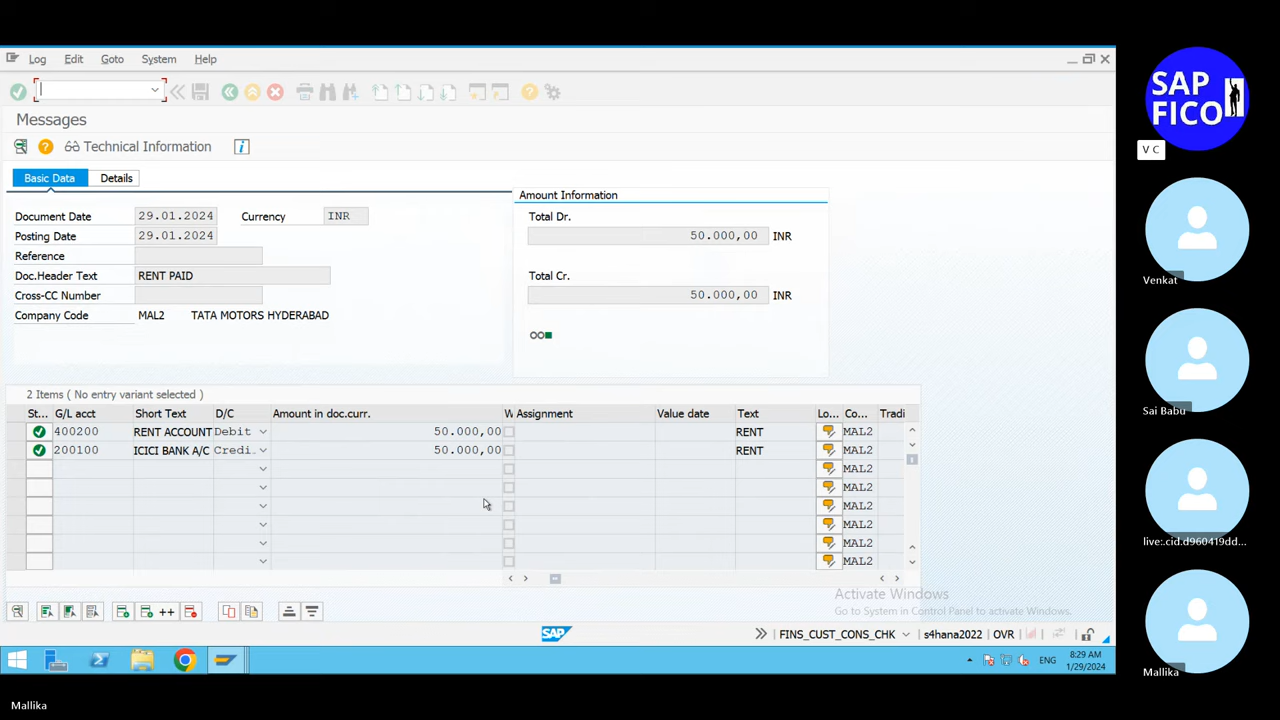 Log Edit Goto System Help
Messages
Technical Information
Basic Data Details
Document Date 29.01.2024 Currency INR
Posting Date 29.01.2024
Reference
Doc.Header Text RENT PAID
Cross-CC Number
Company Code MAL2 TATA MOTORS HYDERABAD
Amount Information
Total Dr.
50.000,00 INR
Total Cr.
50.000,00 INR
2 Items ( No entry variant selected )
St... G/L acct Short Text D/C Amount in doc.curr. W Assignment Value date Text Lo... Co... Tradi
400200 RENT ACCOUNT Debit 50.000,00 RENT MAL2
200100 ICICI BANK A/C Credi.. 50.000,00 RENT MAL2
MAL2
MAL2
MAL2
MAL2
MAL2
MAL2
Activate Windows
Go to System in Control Panel to activate Windows.
SAP FINS_CUST_CONS_CHK s4hana2022 OVR
ENG 8:29 AM
1/29/2024
SAP
FICO
V C
Venkat
Sai Babu
live:.cid.d960419dd...
Mallika
Mallika